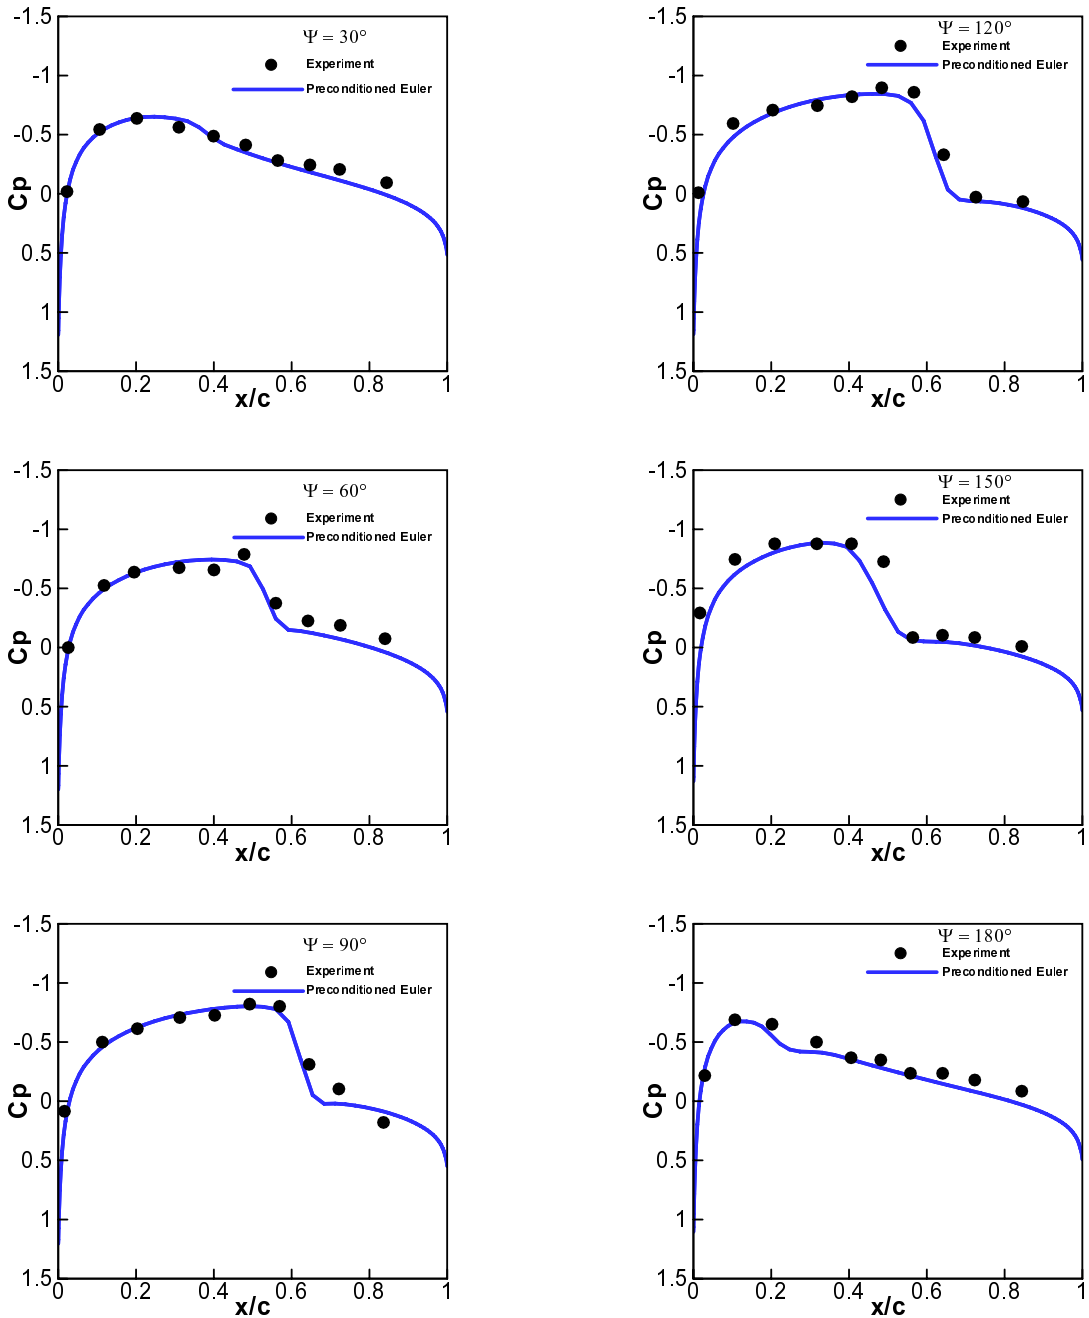 Ψ = 30°
Experiment
Preconditioned Euler
-1.5
-1
-0.5
0
0.5
1
1.5
Cp
0 0.2 0.4 0.6 0.8 1
x/c
Ψ = 120°
Experiment
Preconditioned Euler
-1.5
-1
-0.5
0
0.5
1
1.5
Cp
0 0.2 0.4 0.6 0.8 1
x/c
Ψ = 60°
Experiment
Preconditioned Euler
-1.5
-1
-0.5
0
0.5
1
1.5
Cp
0 0.2 0.4 0.6 0.8 1
x/c
Ψ = 150°
Experiment
Preconditioned Euler
-1.5
-1
-0.5
0
0.5
1
1.5
Cp
0 0.2 0.4 0.6 0.8 1
x/c
Ψ = 90°
Experiment
Preconditioned Euler
-1.5
-1
-0.5
0
0.5
1
1.5
Cp
0 0.2 0.4 0.6 0.8 1
x/c
Ψ = 180°
Experiment
Preconditioned Euler
-1.5
-1
-0.5
0
0.5
1
1.5
Cp
0 0.2 0.4 0.6 0.8 1
x/c